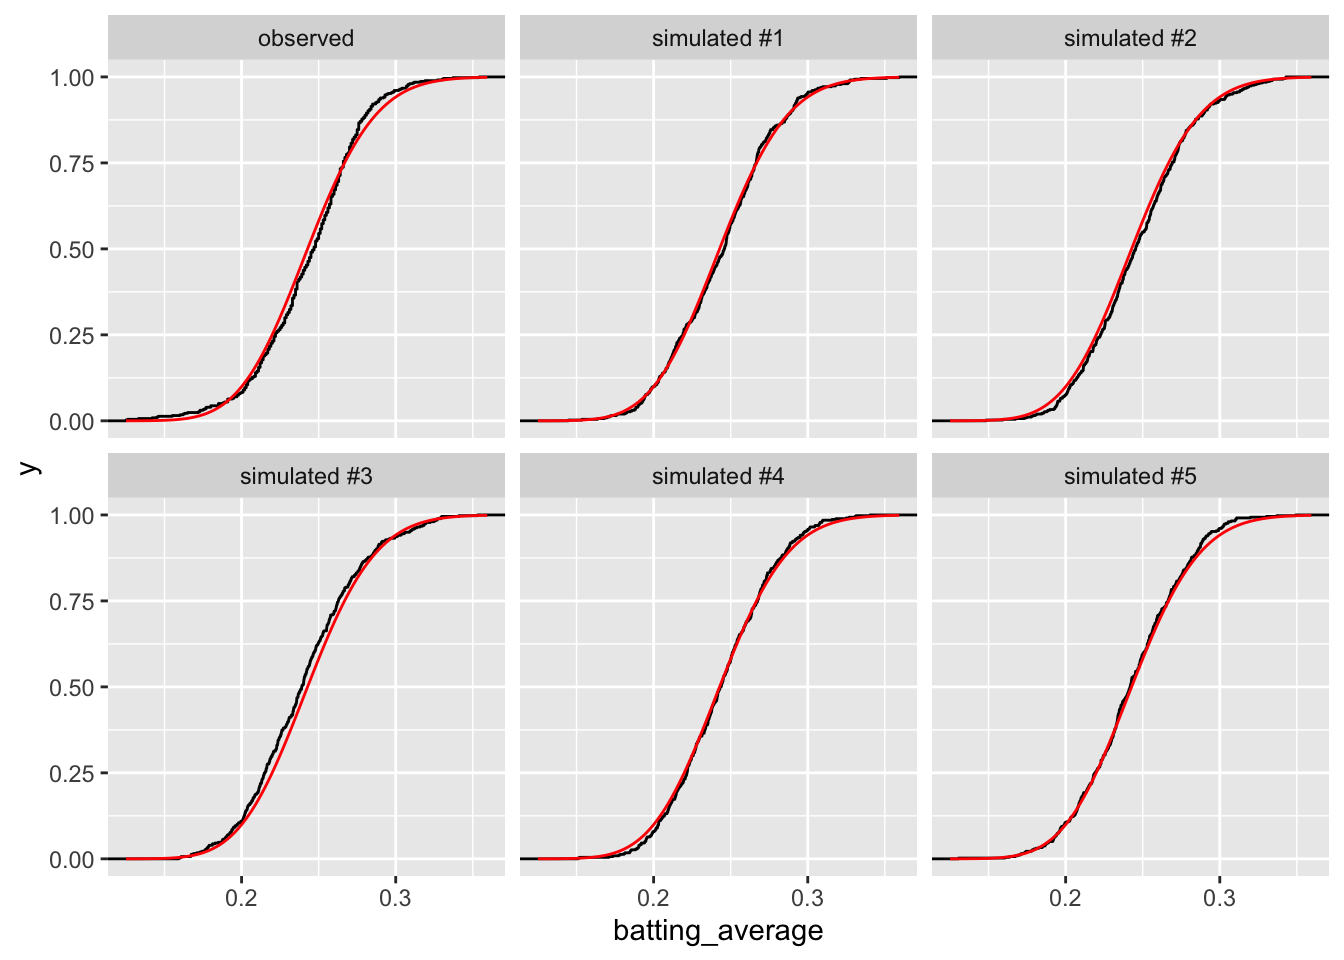 observed
simulated #1
simulated #2
1.00
0.75
0.50
0.25
0.00
y
simulated #3
simulated #4
simulated #5
1.00
0.75
0.50
0.25
0.00
0.2 0.3 0.2 0.3 0.2 0.3
batting_average